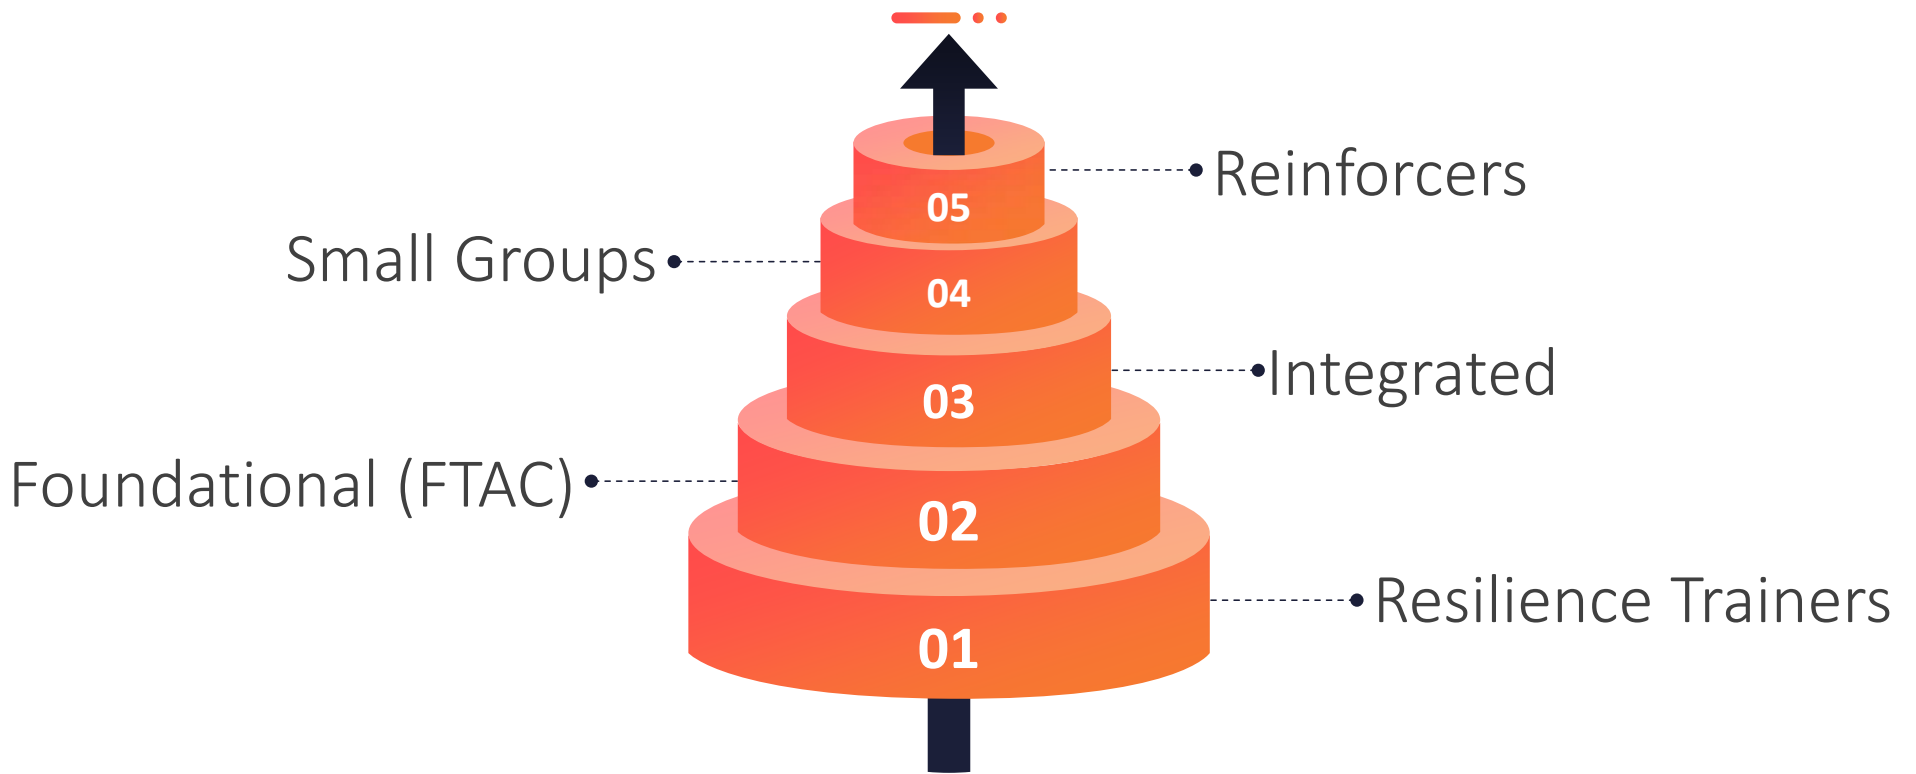 05
Reinforcers
Small Groups
04
Integrated
03
Foundational (FTAC)
02
Resilience Trainers
01